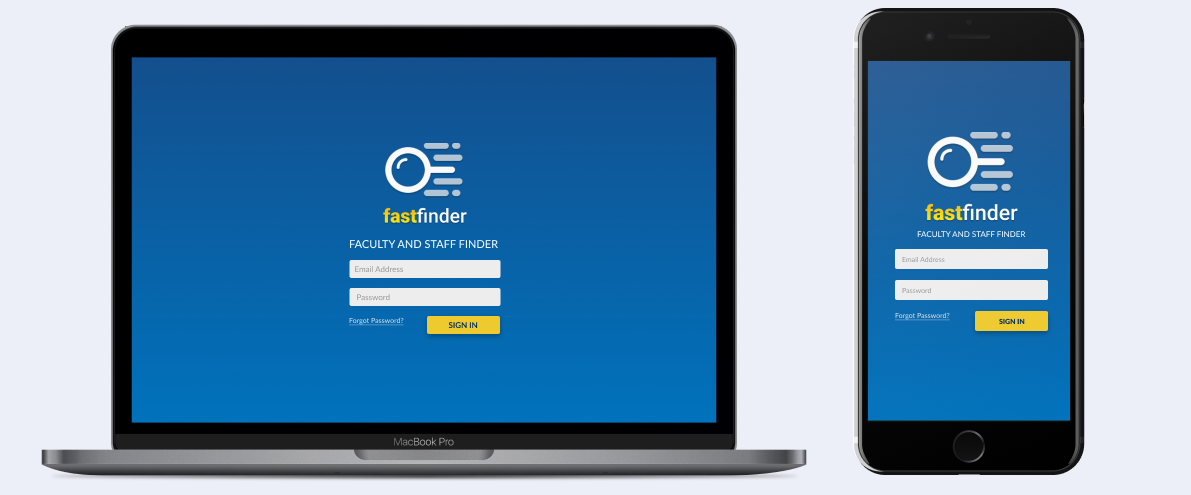 fastfinder
FACULTY AND STAFF FINDER
Email Address
Password
Forgot Password?
SIGN IN
MacBook Pro
fastfinder
FACULTY AND STAFF FINDER
Email Address
Password
Forgot Password?
SIGN IN